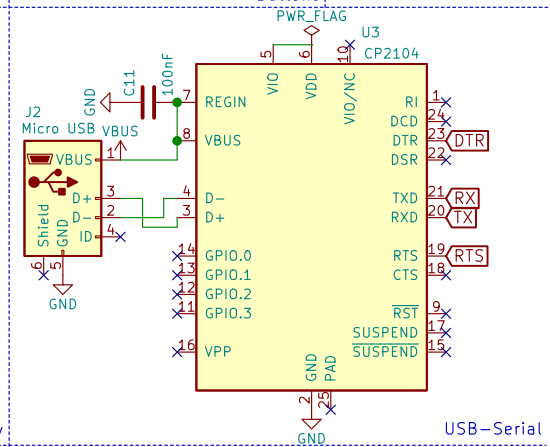 PWR_FLAG
U3
CP2104
C11
100nF
GND
5
6
10
VIO
VDD
VIO/NC
7
REGIN
RI
1
DCD
24
8
VBUS
DTR
23
DTR
DSR
22
J2
Micro USB
VBUS
VBUS
1
D+
3
D-
2
ID
4
Shield
GND
6
5
GND
4
D-
TXD
21
RX
3
D+
RXD
20
TX
14
GPIO.0
RTS
19
RTS
13
GPIO.1
CTS
18
12
GPIO.2
11
GPIO.3
RST
9
SUSPEND
17
16
VPP
SUSPEND
15
GND
PAD
2
25
GND
USB-Serial